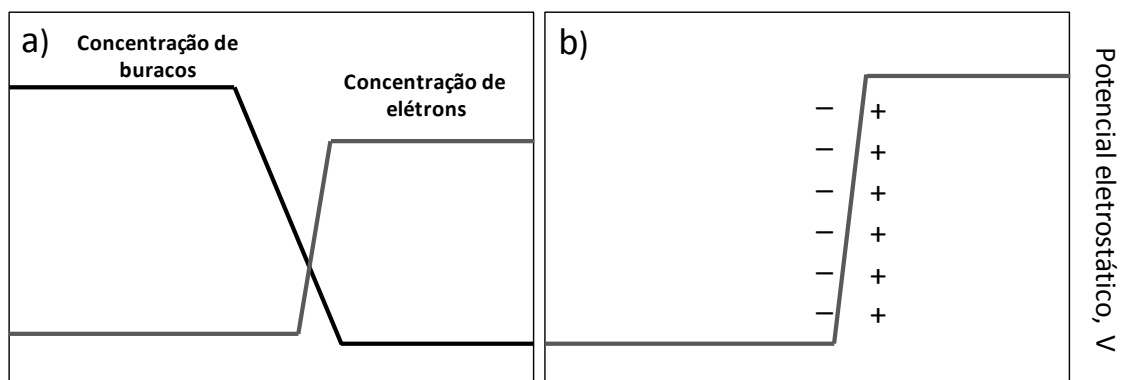 a)
Concentração de
buracos
Concentração de
elétrons
b)
− +
− +
− +
− +
− +
− +
Potencial eletrostático, V